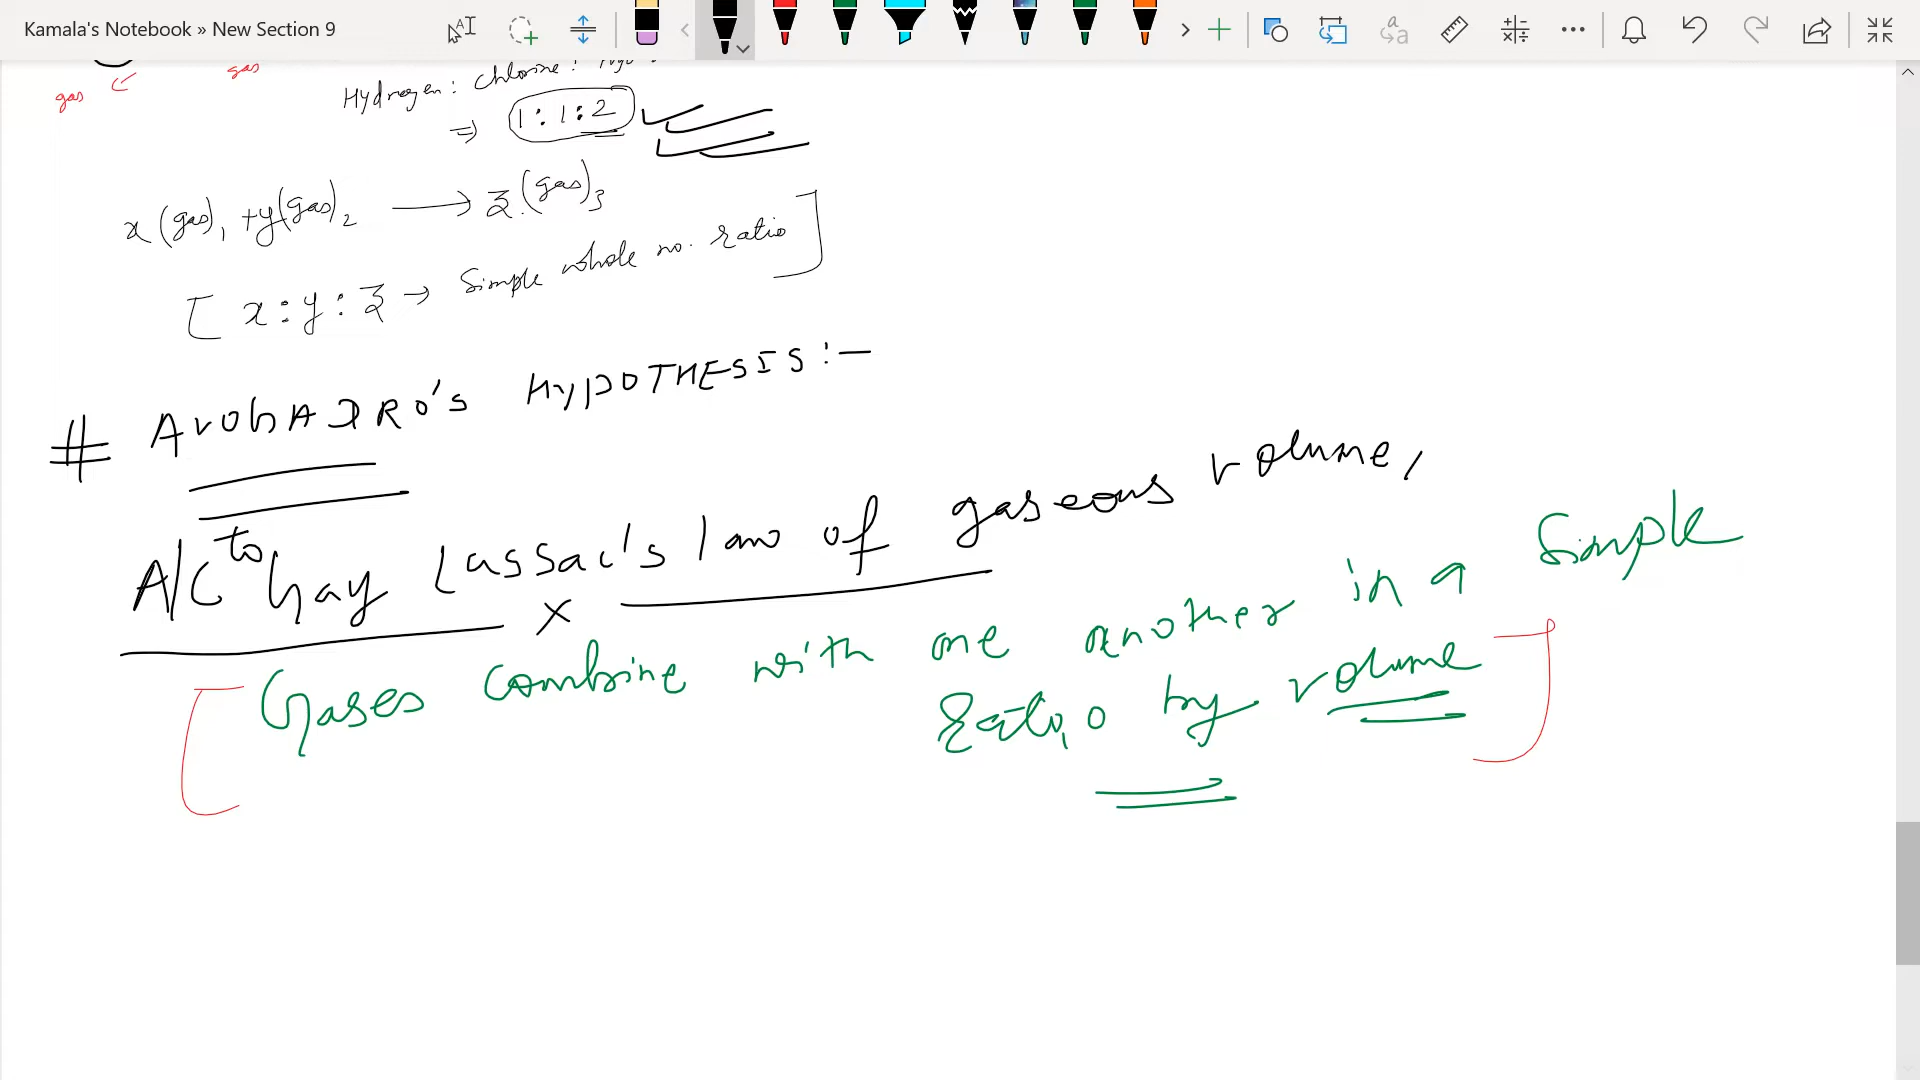 Kamala's Notebook » New Section 9
gas gas
Hydrogen : Chlorine :
⇒ 1 : 1 : 2
x (gas)₁ + y(gas)₂ ⟶ z (gas)₃
[ x : y : z → Simple whole no. ratio ]
# AVOGADRO'S HYPOTHESIS :-
A/C to Gay Lussac's law of gaseous volume,
Gases combine with one another in a Simple
Ratio by volume